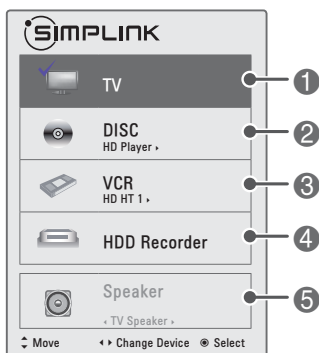 SIMPLINK
TV
1
DISC
HD Player ▸
2
VCR
HD HT 1 ▸
3
HDD Recorder
4
Speaker
◂ TV Speaker ▸
5
Move ◂ ▸ Change Device ◉ Select